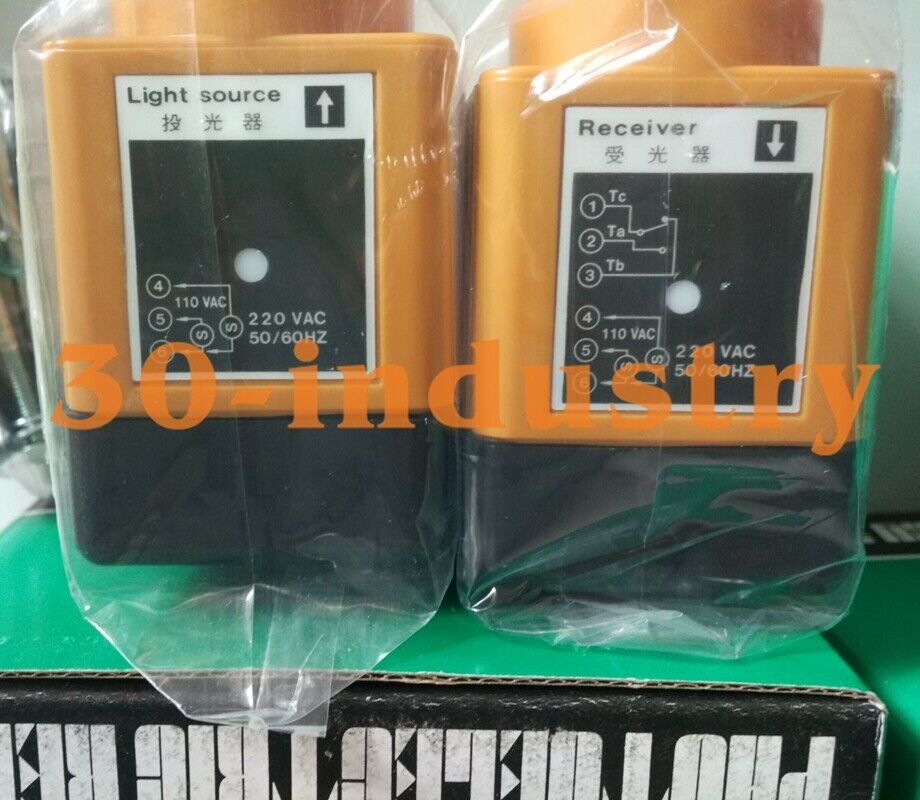 Light source
投光器
4
110 VAC
5
S
S
220 VAC
50/60HZ
6
Receiver
受光器
1
Tc
2
Ta
3
Tb
4
110 VAC
5
S
S
220 VAC
50/60HZ
6
30-industry
PHOTOELECTRIC